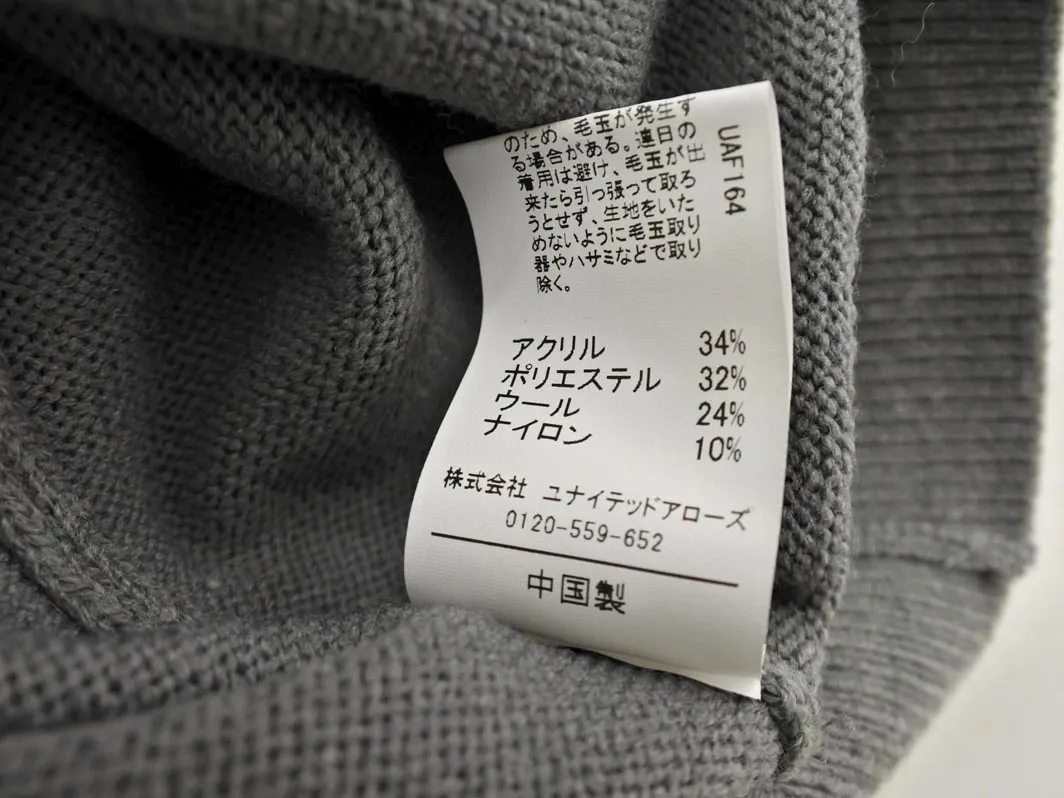 のため、毛玉が発生す
る場合がある。連日の
着用は避け、毛玉が出
来たら引っ張って取ろ
うとせず、生地をいた
めないように毛玉取り
器やハサミなどで取り
除く。
UAF164
アクリル 34%
ポリエステル 32%
ウール 24%
ナイロン 10%
株式会社 ユナイテッドアローズ
0120-559-652
中国製